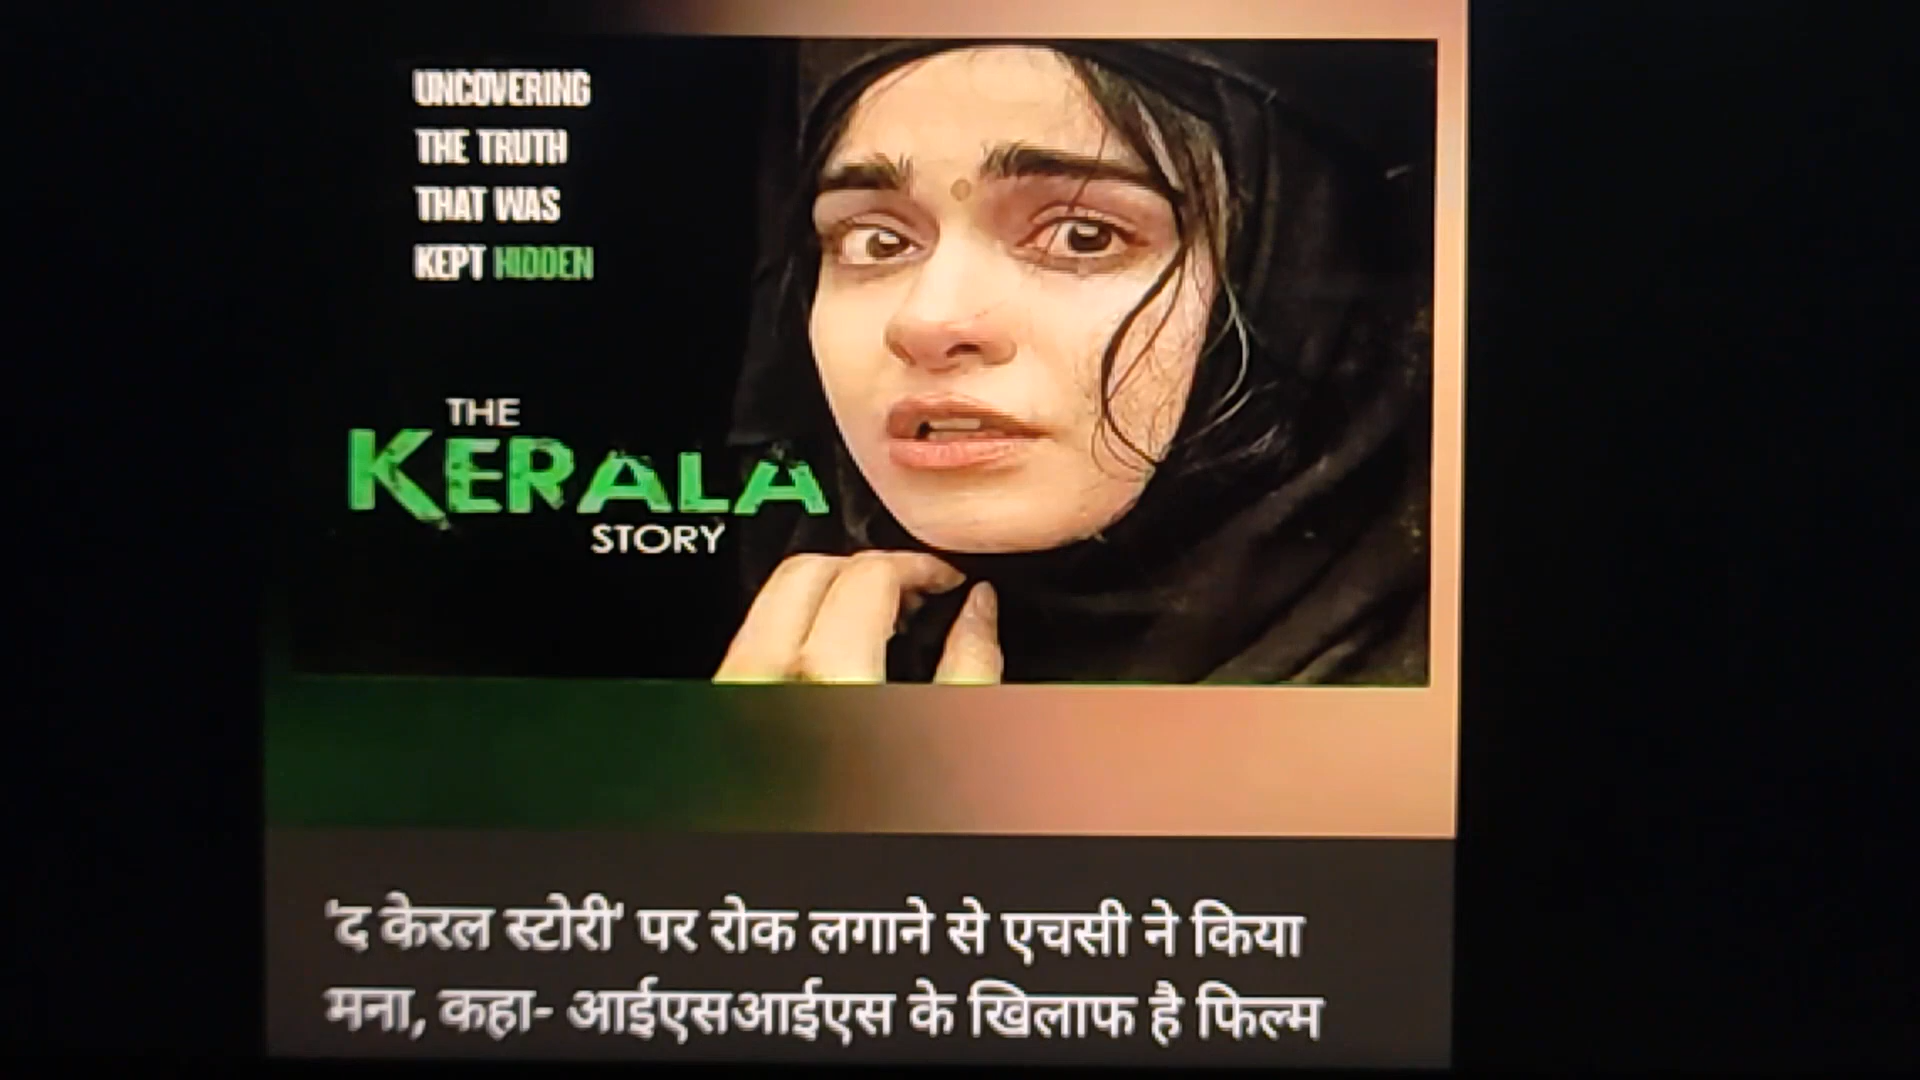 UNCOVERING
THE TRUTH
THAT WAS
KEPT HIDDEN
THE
KERALA
STORY
'द केरल स्टोरी' पर रोक लगाने से एचसी ने किया
मना, कहा- आईएसआईएस के खिलाफ है फिल्म